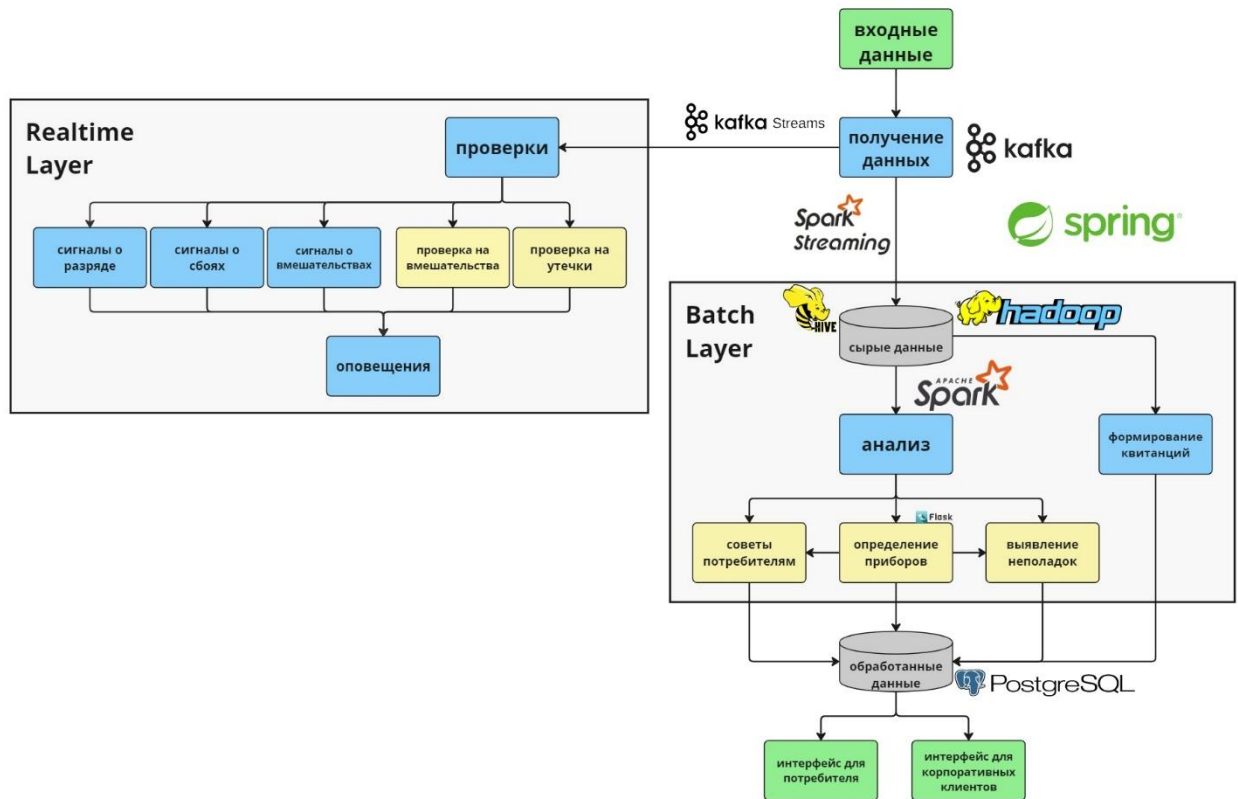 входные
данные
kafka Streams
получение
данных
kafka
Realtime
Layer
проверки
Spark
Streaming
spring
сигналы о
разряде
сигналы о
сбоях
сигналы о
вмешательствах
проверка на
вмешательства
проверка на
утечки
оповещения
Batch
Layer
HIVE
hadoop
сырые данные
APACHE
Spark
анализ
формирование
квитанций
Flask
советы
потребителям
определение
приборов
выявление
неполадок
обработанные
данные
PostgreSQL
интерфейс для
потребителя
интерфейс для
корпоративных
клиентов